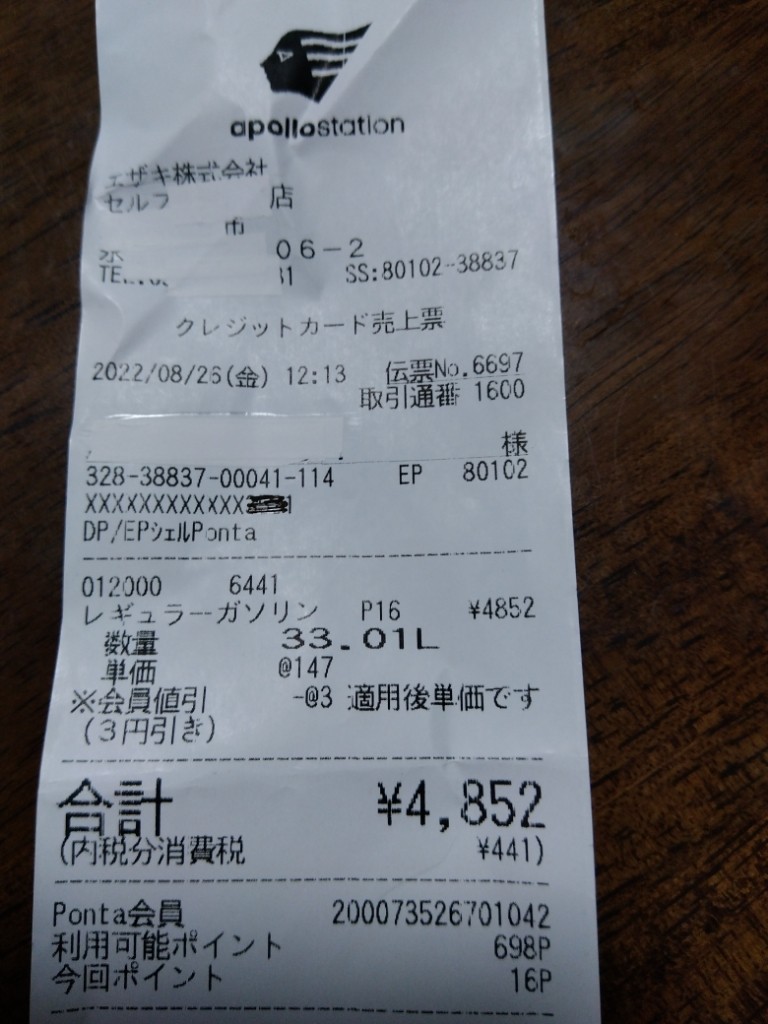 apollostation
エザキ株式会社
セルフ 店
市
06-2
TEL 31 SS:80102-38837
クレジットカード売上票
2022/08/26(金) 12:13 伝票No.6697
取引通番 1600
様
328-38837-00041-114 EP 80102
XXXXXXXXXXXX 1
DP/EPシェルPonta
012000 6441
レギュラーガソリン P16 ¥4852
数量 33.01L
単価 @147
※会員値引 -@3 適用後単価です
(3円引き)
合計 ¥4,852
(内税分消費税 ¥441)
Ponta会員 200073526701042
利用可能ポイント 698P
今回ポイント 16P